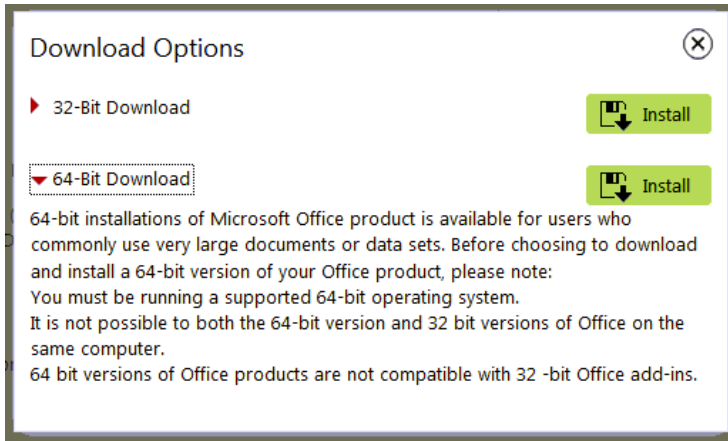 Download Options
32-Bit Download
Install
64-Bit Download
Install
64-bit installations of Microsoft Office product is available for users who
commonly use very large documents or data sets. Before choosing to download
and install a 64-bit version of your Office product, please note:
You must be running a supported 64-bit operating system.
It is not possible to both the 64-bit version and 32 bit versions of Office on the
same computer.
64 bit versions of Office products are not compatible with 32 -bit Office add-ins.